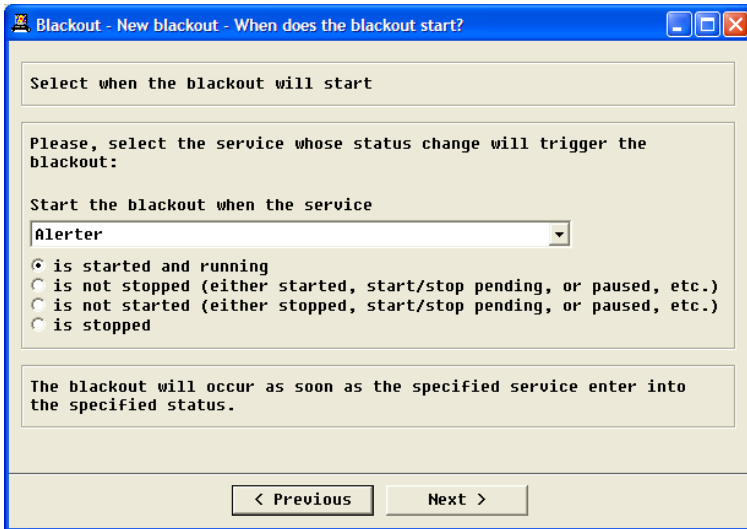 Blackout - New blackout - When does the blackout start?
Select when the blackout will start
Please, select the service whose status change will trigger the
blackout:
Start the blackout when the service
Alerter
is started and running
is not stopped (either started, start/stop pending, or paused, etc.)
is not started (either stopped, start/stop pending, or paused, etc.)
is stopped
The blackout will occur as soon as the specified service enter into
the specified status.
< Previous
Next >